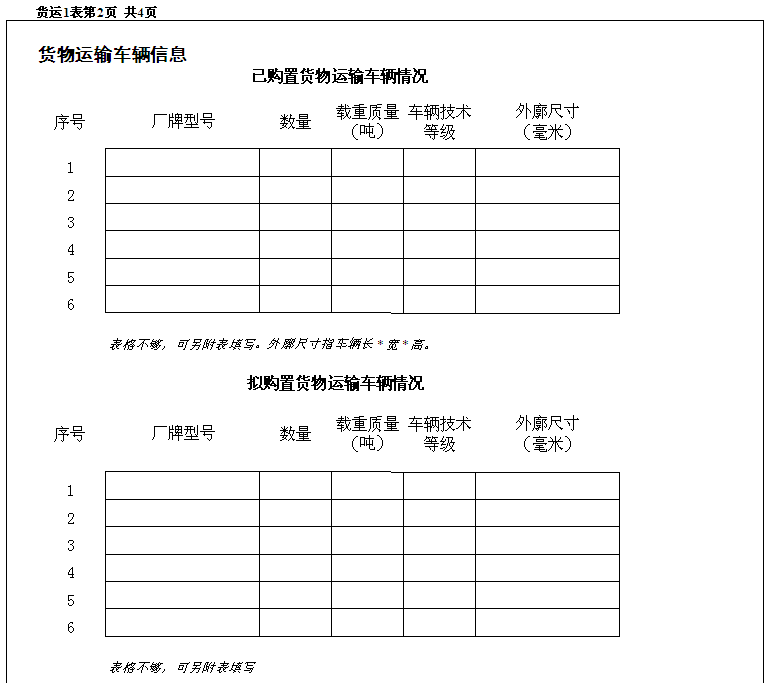 货运1表第2页 共4页
货物运输车辆信息
已购置货物运输车辆情况
序号 厂牌型号 数量 载重质量（吨） 车辆技术等级 外廓尺寸（毫米）
1
2
3
4
5
6
表格不够，可另附表填写。外廓尺寸指车辆长*宽*高。
拟购置货物运输车辆情况
序号 厂牌型号 数量 载重质量（吨） 车辆技术等级 外廓尺寸（毫米）
1
2
3
4
5
6
表格不够，可另附表填写